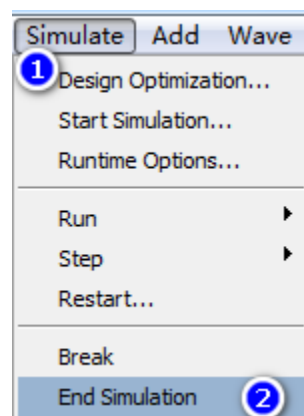 Simulate Add Wave
1
Design Optimization...
Start Simulation...
Runtime Options...
Run
Step
Restart...
Break
End Simulation 2